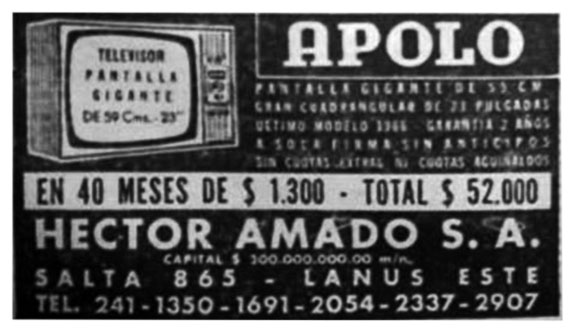 TELEVISOR
PANTALLA
GIGANTE
DE 59 Cms. - 23"
APOLO
PANTALLA GIGANTE DE 59 CM
GRAN CUADRANGULAR DE 23 PULGADAS
ULTIMO MODELO 1966 - GARANTIA 2 AÑOS
A SOLA FIRMA SIN ANTICIPOS
SIN CUOTAS EXTRAS NI CUOTAS AGUINALDOS
EN 40 MESES DE $ 1.300 - TOTAL $ 52.000
HECTOR AMADO S. A.
CAPITAL $ 300.000.000.00 m/n.
SALTA 865 - LANUS ESTE
TEL. 241-1350-1691-2054-2337-2907